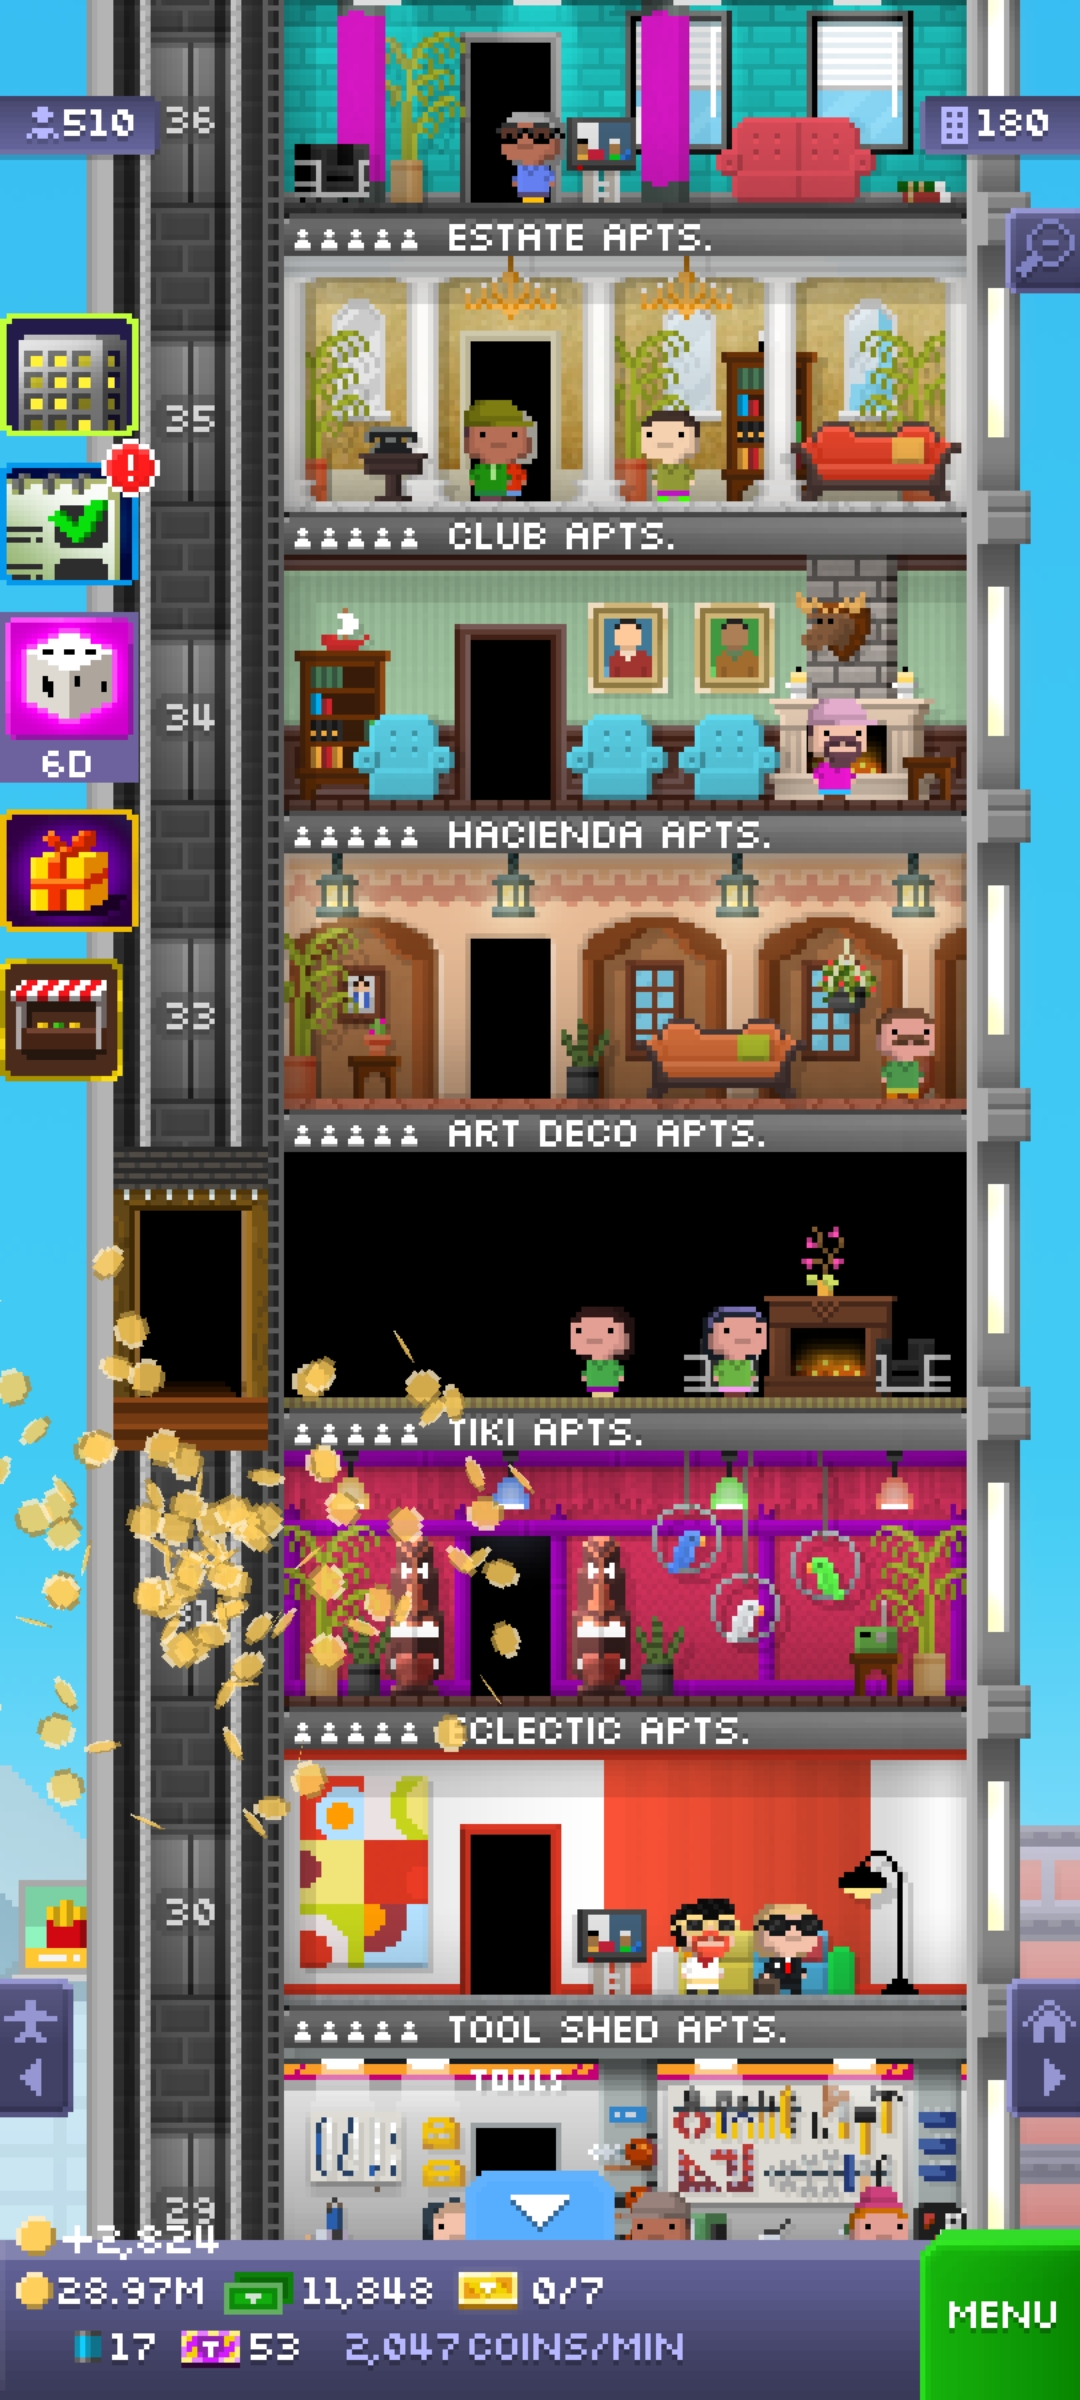 36
510
180
ESTATE APTS.
35
CLUB APTS.
34
6D
HACIENDA APTS.
33
ART DECO APTS.
TIKI APTS.
ECLECTIC APTS.
30
TOOL SHED APTS.
TOOLS
29
+2,824
28.97M 11,848 0/7
MENU
17 53 2,047 COINS/MIN